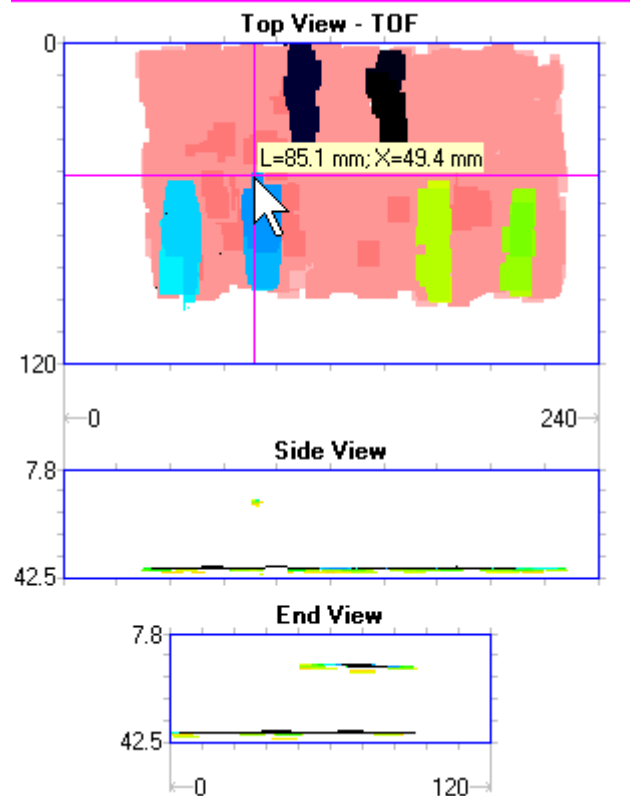 Top View - TOF
0
L=85.1 mm; X=49.4 mm
120
0 240
Side View
7.8
42.5
End View
7.8
42.5
0 120